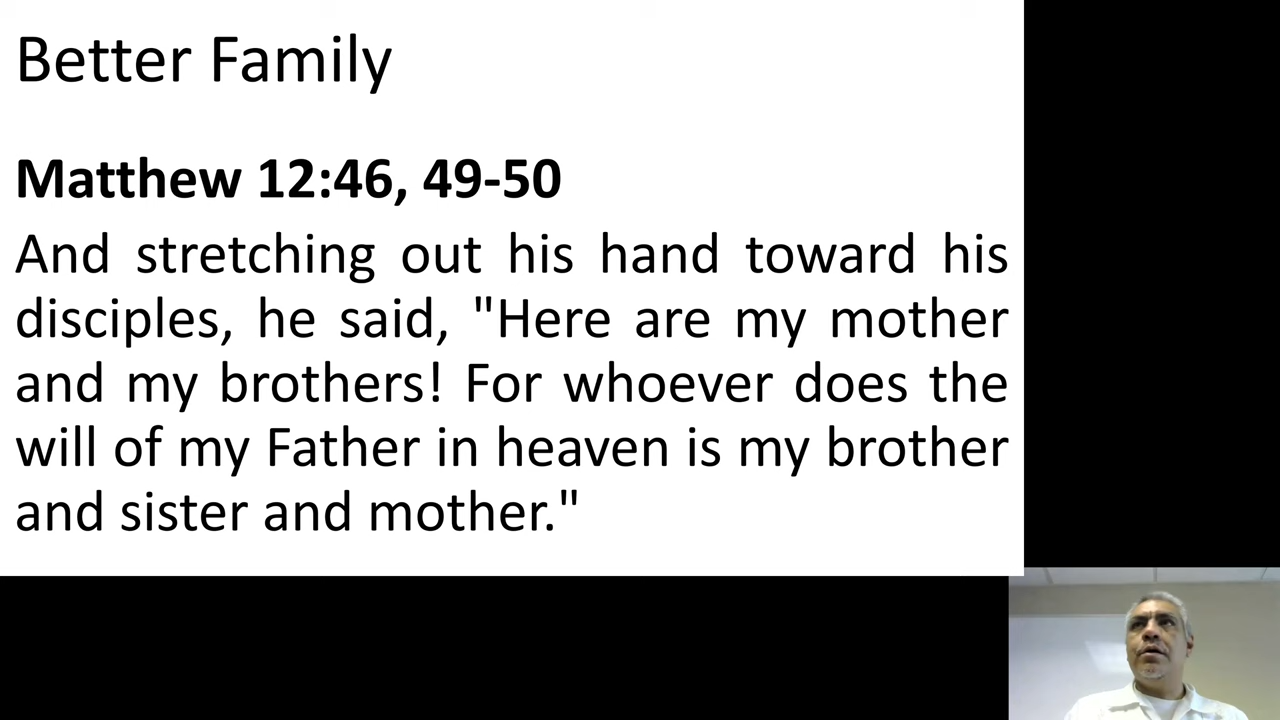 Better Family
Matthew 12:46, 49-50
And stretching out his hand toward his
disciples, he said, "Here are my mother
and my brothers! For whoever does the
will of my Father in heaven is my brother
and sister and mother."